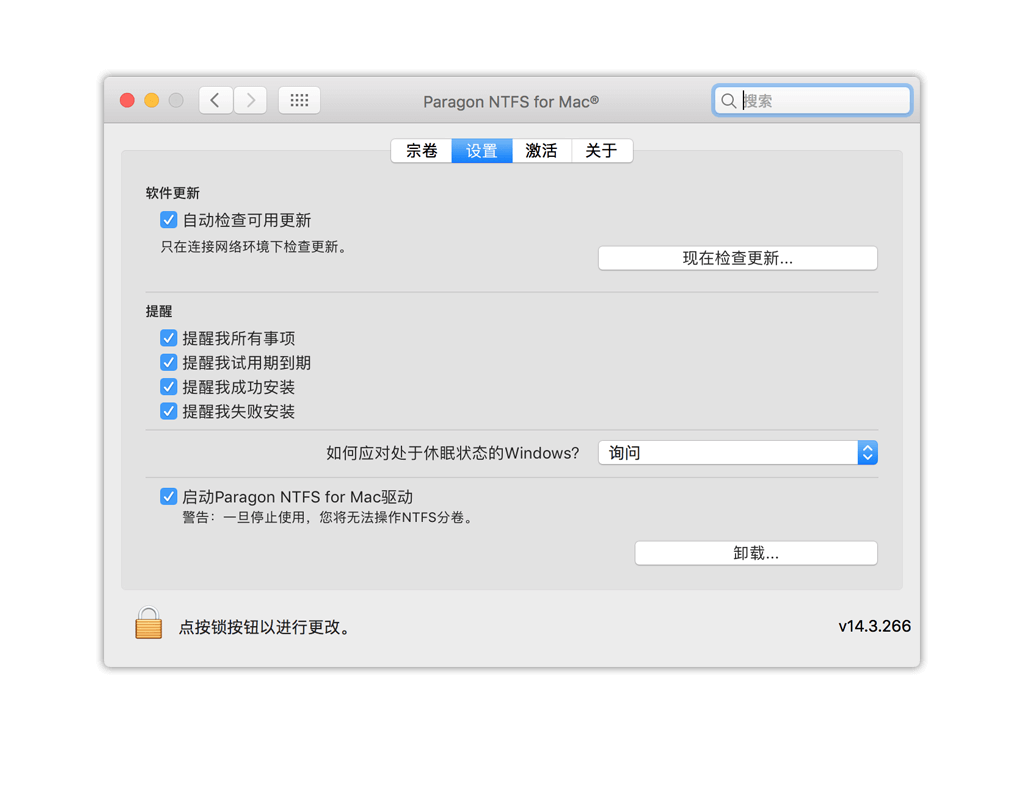 Paragon NTFS for Mac®
搜索
宗卷 设置 激活 关于
软件更新
自动检查可用更新
只在连接网络环境下检查更新。
现在检查更新...
提醒
提醒我所有事项
提醒我试用期到期
提醒我成功安装
提醒我失败安装
如何应对处于休眠状态的Windows? 询问
启动Paragon NTFS for Mac驱动
警告：一旦停止使用，您将无法操作NTFS分卷。
卸载...
点按锁按钮以进行更改。
v14.3.266